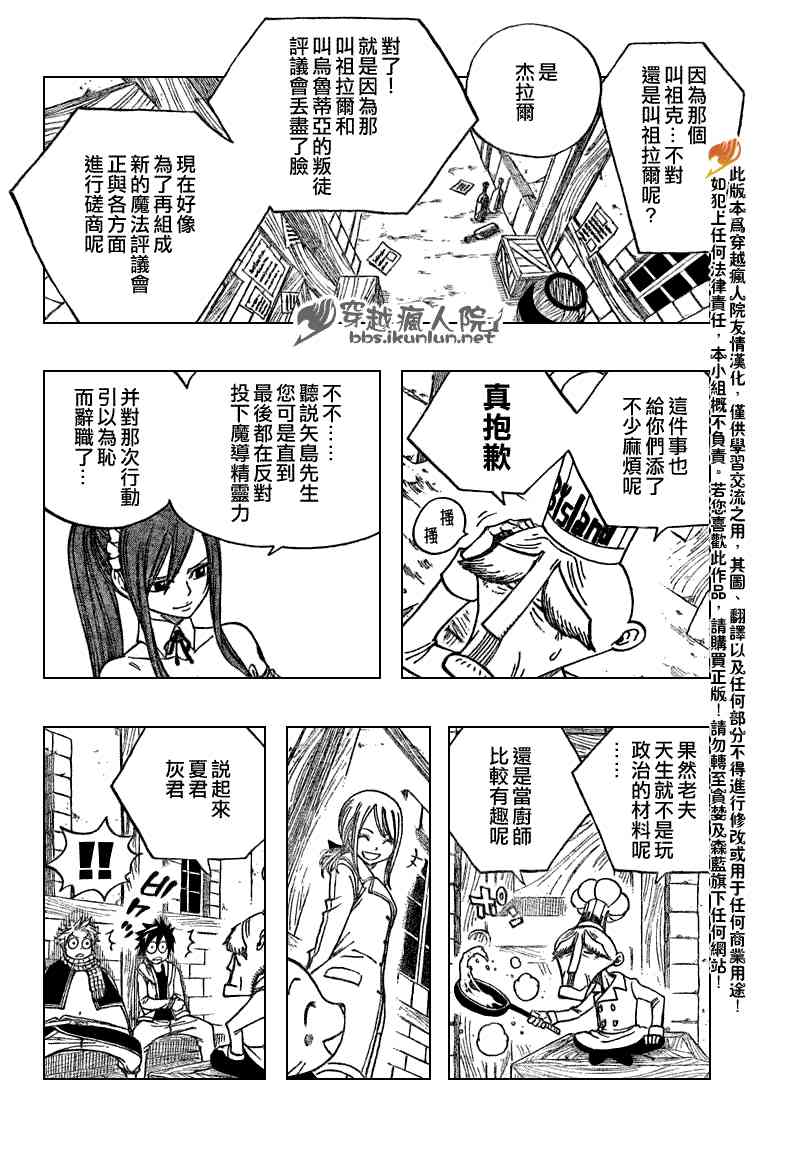 因為那個
叫祖克…不對
還是叫祖拉爾呢？
是
杰拉爾
對了！
就是因為那
叫祖拉爾和
叫烏魯蒂亞的叛徒
評議會丟盡了臉
現在好像
為了再組成
新的魔法評議會
正與各方面
進行磋商呢
穿越瘋人院
bbs.ikunlun.net
這件事也
給你們添了
不少麻煩呢
真抱歉
搔
搔
island
不不……
聽説矢島先生
您可是直到
最後都在反對
投下魔導精靈力
并對那次行動
引以為恥
而辭職了
果然老夫
天生就不是玩
政治的材料呢
……
還是當廚師
比較有趣呢
説起來
夏君
灰君
!!
此版本爲穿越瘋人院友情漢化，僅供學習交流之用，其圖、翻譯以及任何部分不得進行修改或用于任何商業用途！
如犯上任何法律責任，本小組概不負責。若您喜歡此作品，請購買正版！請勿轉至貪婪及森藍旗下任何網站！